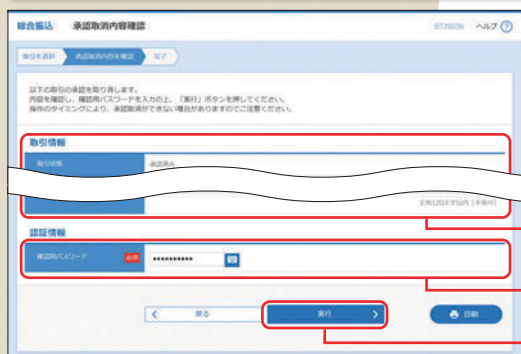 総合振込 承認取消内容確認 BTJS036 ヘルプ ?
取引を選択 承認取消内容を確認 完了
以下の取引の承認を取り消します。
内容を確認し、確認用パスワードを入力の上、「実行」ボタンを押してください。
操作のタイミングにより、承認取消ができない場合がありますのでご注意ください。
取引情報
取引状態 承認済み
全角120文字以内 [半角可]
認証情報
確認用パスワード 必須 ••••••••••
戻る 実行 印刷